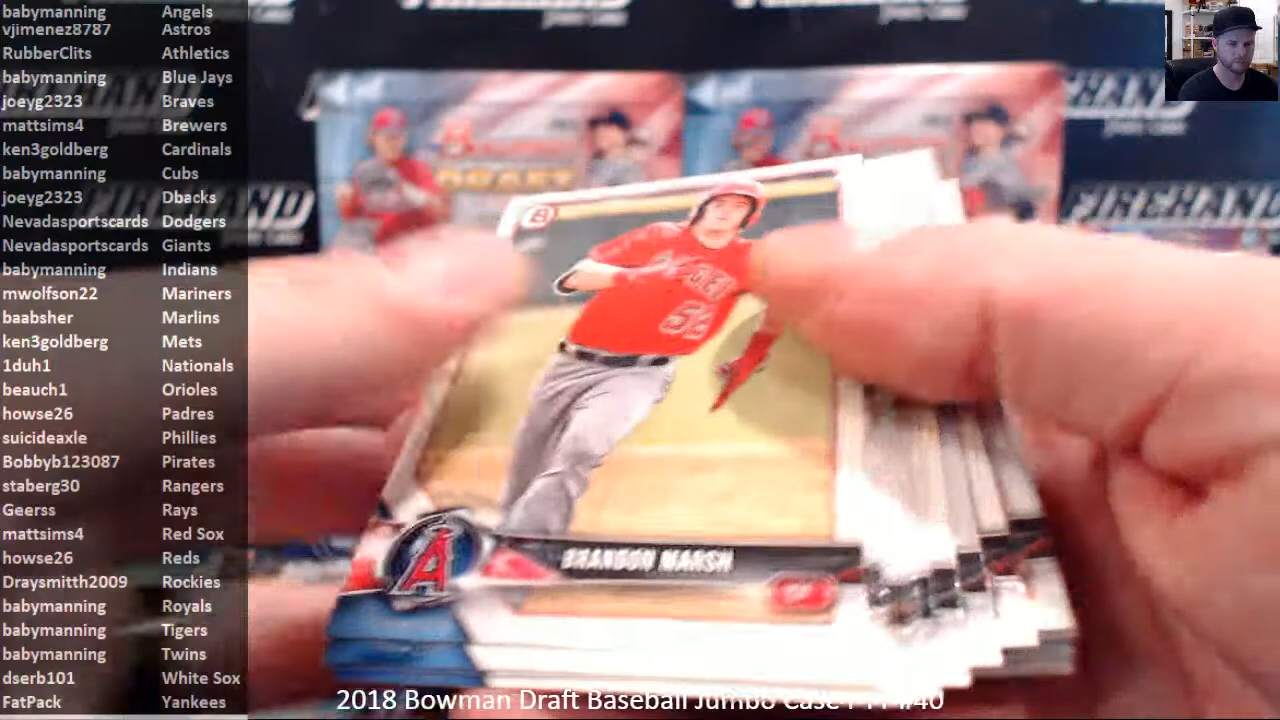 babymanning Angels
vjimenez8787 Astros
RubberClits Athletics
babymanning Blue Jays
joeyg2323 Braves
mattsims4 Brewers
ken3goldberg Cardinals
babymanning Cubs
joeyg2323 Dbacks
Nevadasportscards Dodgers
Nevadasportscards Giants
babymanning Indians
mwolfson22 Mariners
baabsher Marlins
ken3goldberg Mets
1duh1 Nationals
beauch1 Orioles
howse26 Padres
suicideaxle Phillies
Bobbyb123087 Pirates
staberg30 Rangers
Geerss Rays
mattsims4 Red Sox
howse26 Reds
Draysmitth2009 Rockies
babymanning Royals
babymanning Tigers
babymanning Twins
dserb101 White Sox
FatPack Yankees
FIREHAND
FIREHAND
DRAFT
B
A
BRANDON MARSH
OF
2018 Bowman Draft Baseball Jumbo Case